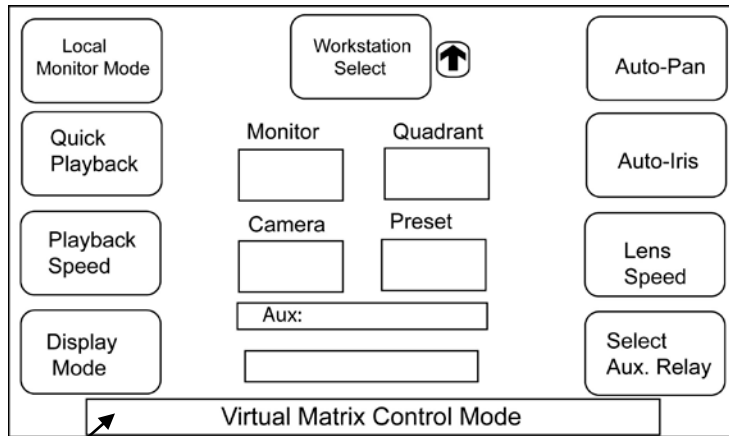 Local
Monitor Mode
Workstation
Select
Auto-Pan
Quick
Playback
Monitor
Quadrant
Auto-Iris
Playback
Speed
Camera
Preset
Lens
Speed
Aux:
Display
Mode
Select
Aux. Relay
Virtual Matrix Control Mode